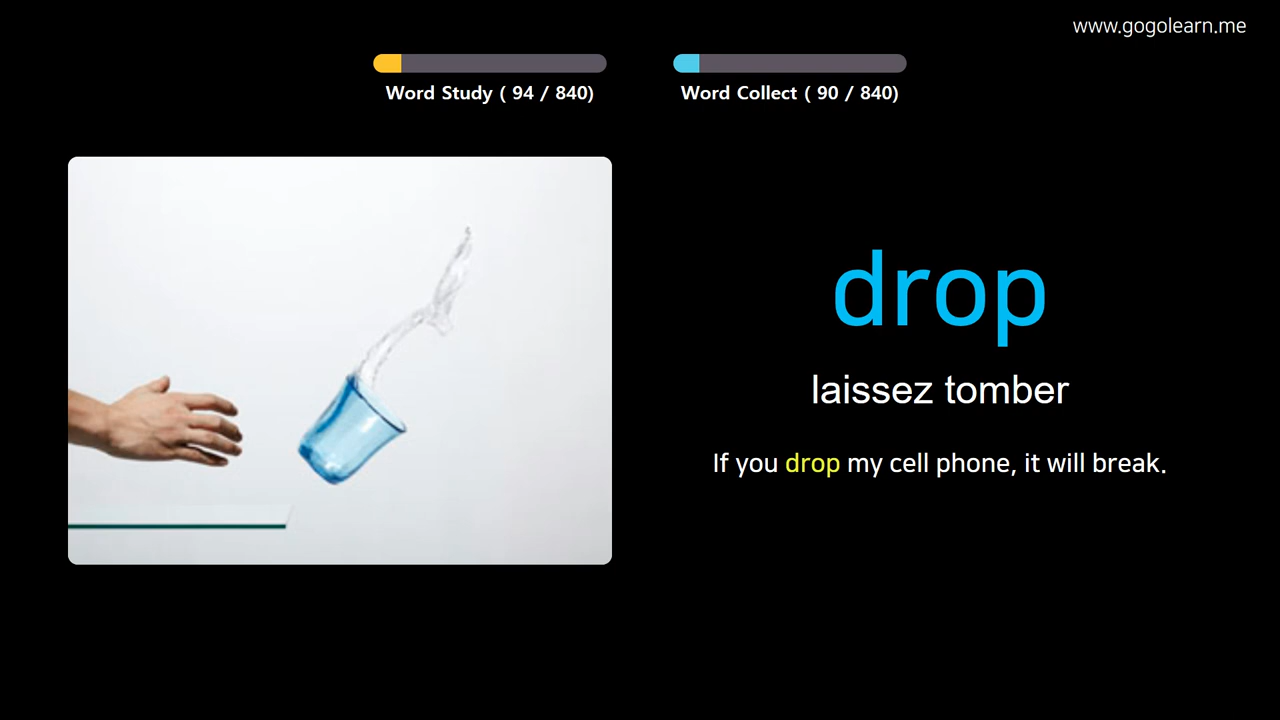 www.gogolearn.me
Word Study ( 94 / 840)
Word Collect ( 90 / 840)
drop
laissez tomber
If you drop my cell phone, it will break.